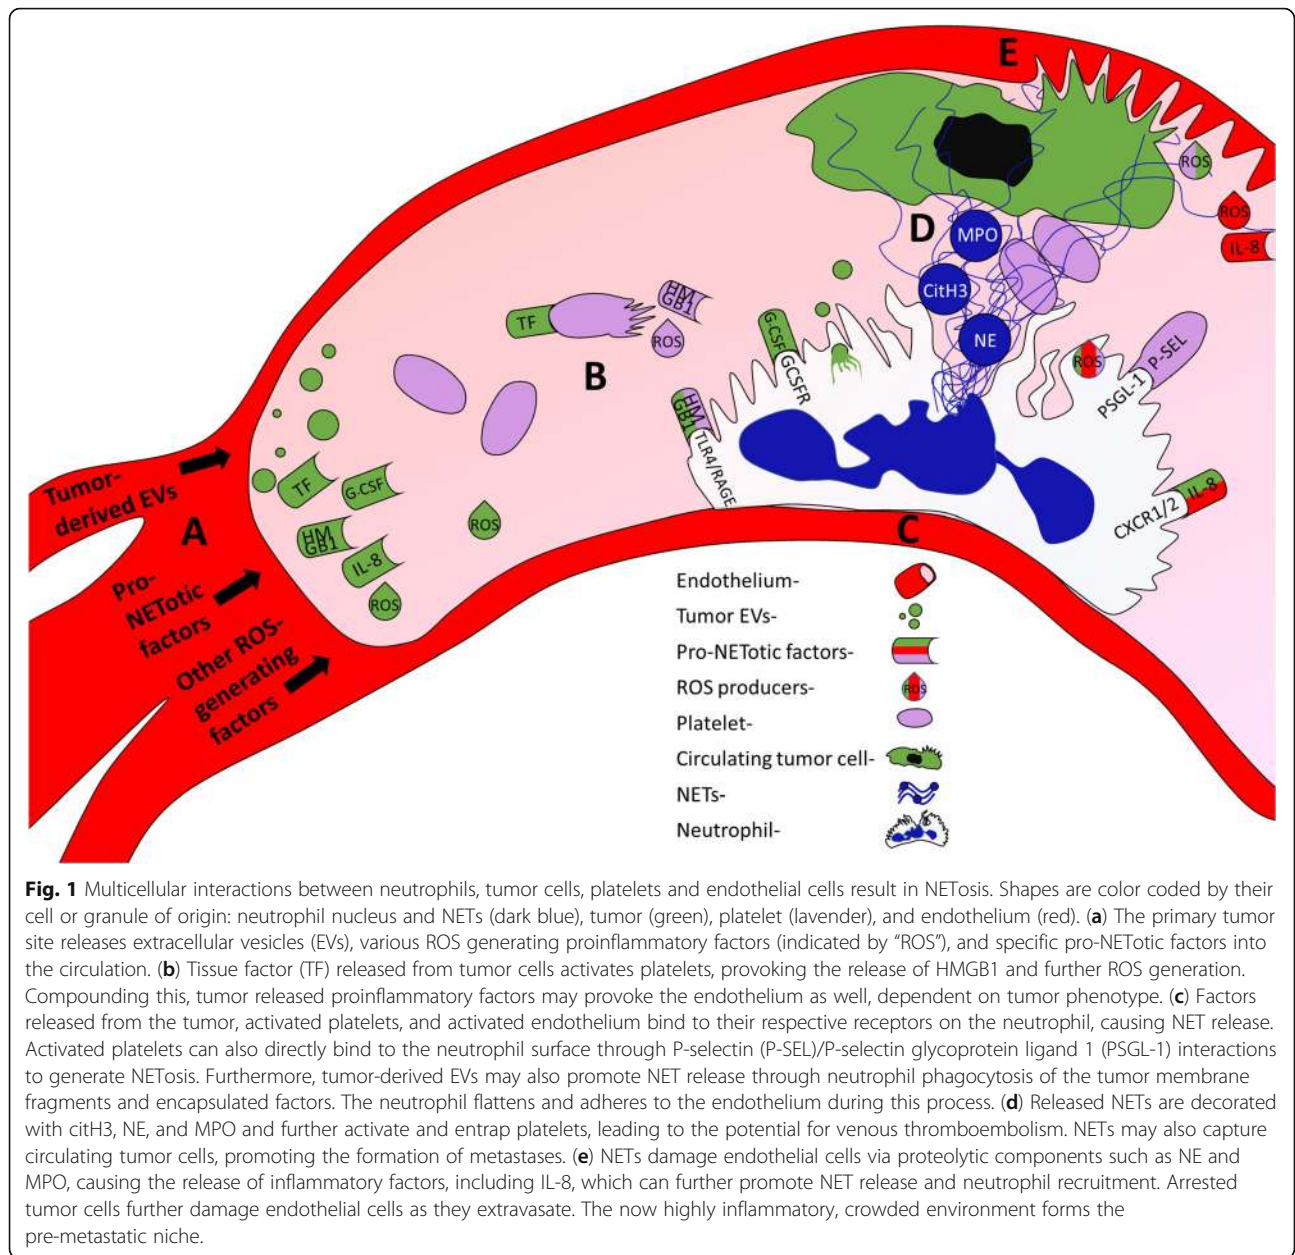 E
ROS
ROS
IL-8
D
MPO
CitH3
NE
HM
GB1
TF
ROS
B
G-CSF
GCSFR
ROS
P-SEL
PSGL-1
HM
GB1
TLR4/RAGE
IL-8
CXCR1/2
TF
G-CSF
ROS
HM
GB1
IL-8
ROS
Tumor-
derived EVs
A
Pro-
NETotic
factors
Other ROS-
generating
factors
C
Endothelium-
Tumor EVs-
Pro-NETotic factors-
ROS producers-
ROS
Platelet-
Circulating tumor cell-
NETs-
Neutrophil-
Fig. 1 Multicellular interactions between neutrophils, tumor cells, platelets and endothelial cells result in NETosis. Shapes are color coded by their
cell or granule of origin: neutrophil nucleus and NETs (dark blue), tumor (green), platelet (lavender), and endothelium (red). (a) The primary tumor
site releases extracellular vesicles (EVs), various ROS generating proinflammatory factors (indicated by “ROS”), and specific pro-NETotic factors into
the circulation. (b) Tissue factor (TF) released from tumor cells activates platelets, provoking the release of HMGB1 and further ROS generation.
Compounding this, tumor released proinflammatory factors may provoke the endothelium as well, dependent on tumor phenotype. (c) Factors
released from the tumor, activated platelets, and activated endothelium bind to their respective receptors on the neutrophil, causing NET release.
Activated platelets can also directly bind to the neutrophil surface through P-selectin (P-SEL)/P-selectin glycoprotein ligand 1 (PSGL-1) interactions
to generate NETosis. Furthermore, tumor-derived EVs may also promote NET release through neutrophil phagocytosis of the tumor membrane
fragments and encapsulated factors. The neutrophil flattens and adheres to the endothelium during this process. (d) Released NETs are decorated
with citH3, NE, and MPO and further activate and entrap platelets, leading to the potential for venous thromboembolism. NETs may also capture
circulating tumor cells, promoting the formation of metastases. (e) NETs damage endothelial cells via proteolytic components such as NE and
MPO, causing the release of inflammatory factors, including IL-8, which can further promote NET release and neutrophil recruitment. Arrested
tumor cells further damage endothelial cells as they extravasate. The now highly inflammatory, crowded environment forms the
pre-metastatic niche.